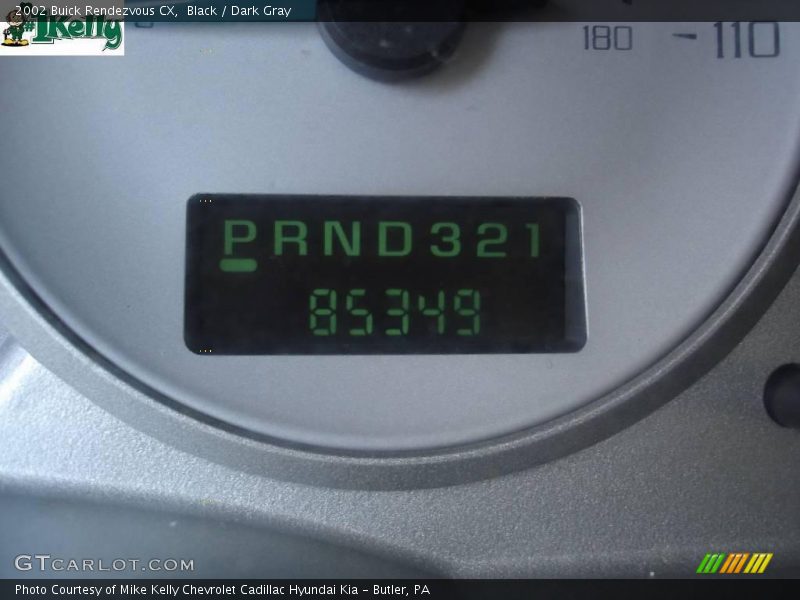 2002 Buick Rendezvous CX, Black / Dark Gray
#1Kelly
180 110
PRND321
85349
GTCARLOT.COM
Photo Courtesy of Mike Kelly Chevrolet Cadillac Hyundai Kia – Butler, PA